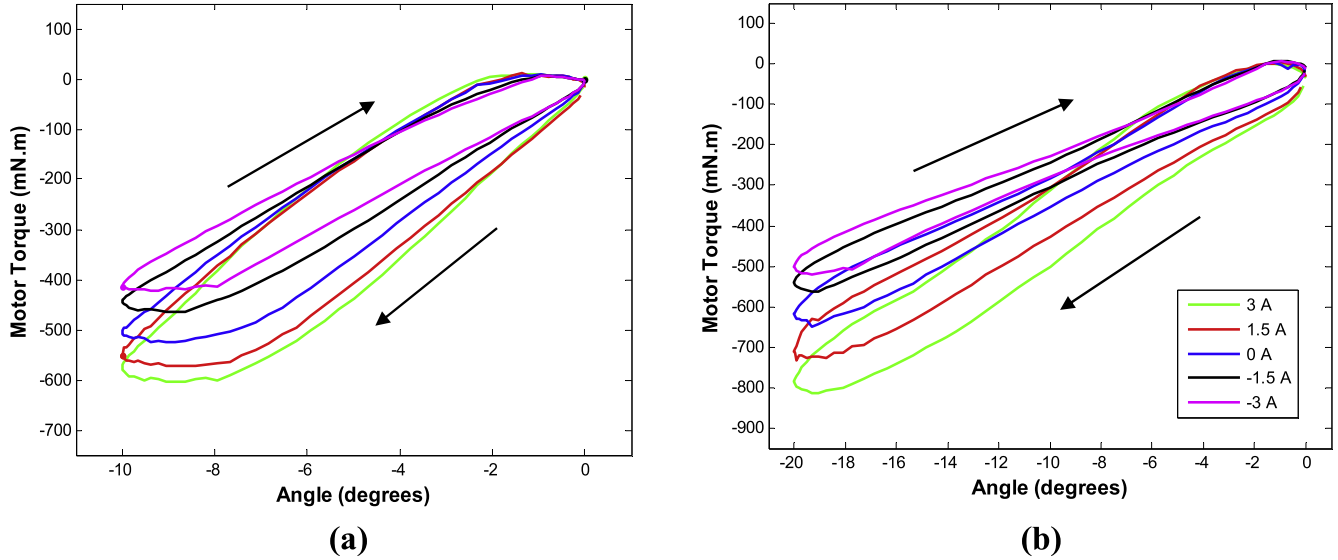 100
0
-100
-200
-300
-400
-500
-600
-700
Motor Torque (mN.m)
-10 -8 -6 -4 -2 0
Angle (degrees)
(a)
100
0
-100
-200
-300
-400
-500
-600
-700
-800
-900
Motor Torque (mN.m)
-20 -18 -16 -14 -12 -10 -8 -6 -4 -2 0
Angle (degrees)
3 A
1.5 A
0 A
-1.5 A
-3 A
(b)